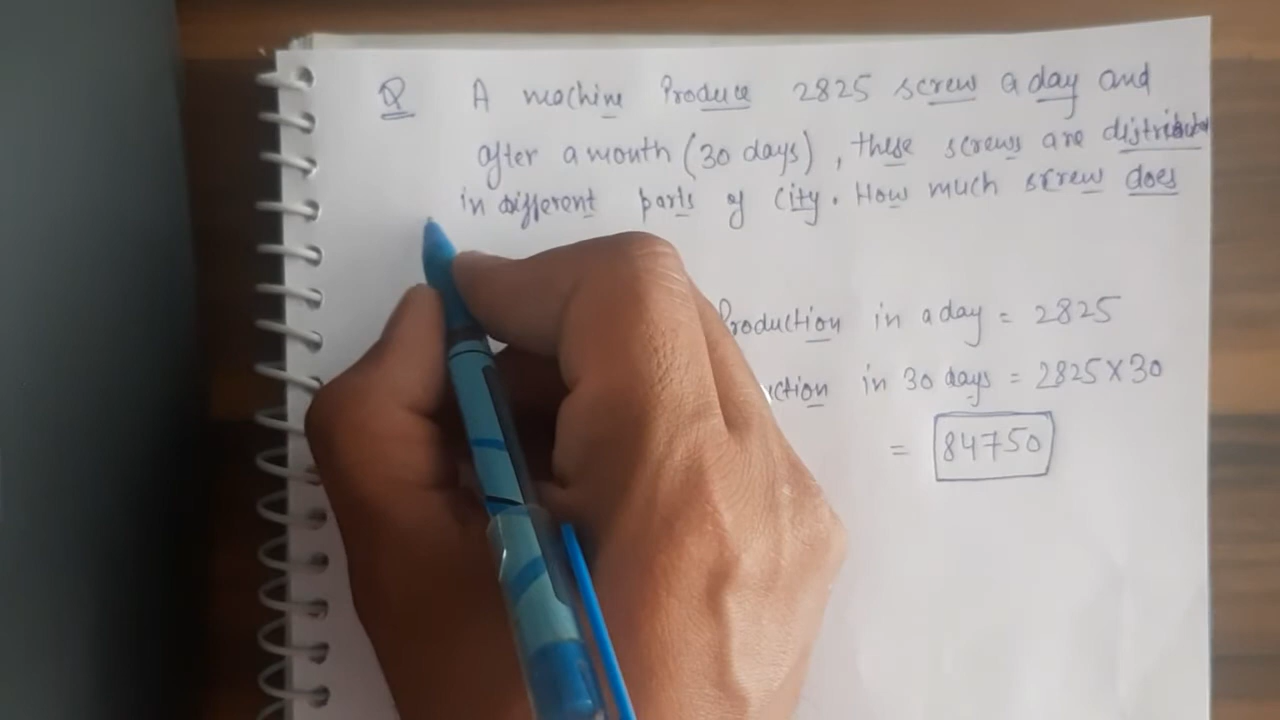 Q A machine Produce 2825 screw a day and
after a month (30 days), these screws are
in different parts of city. How much screw does
Production in a day = 2825
in 30 days = 2825 X 30
= 84750